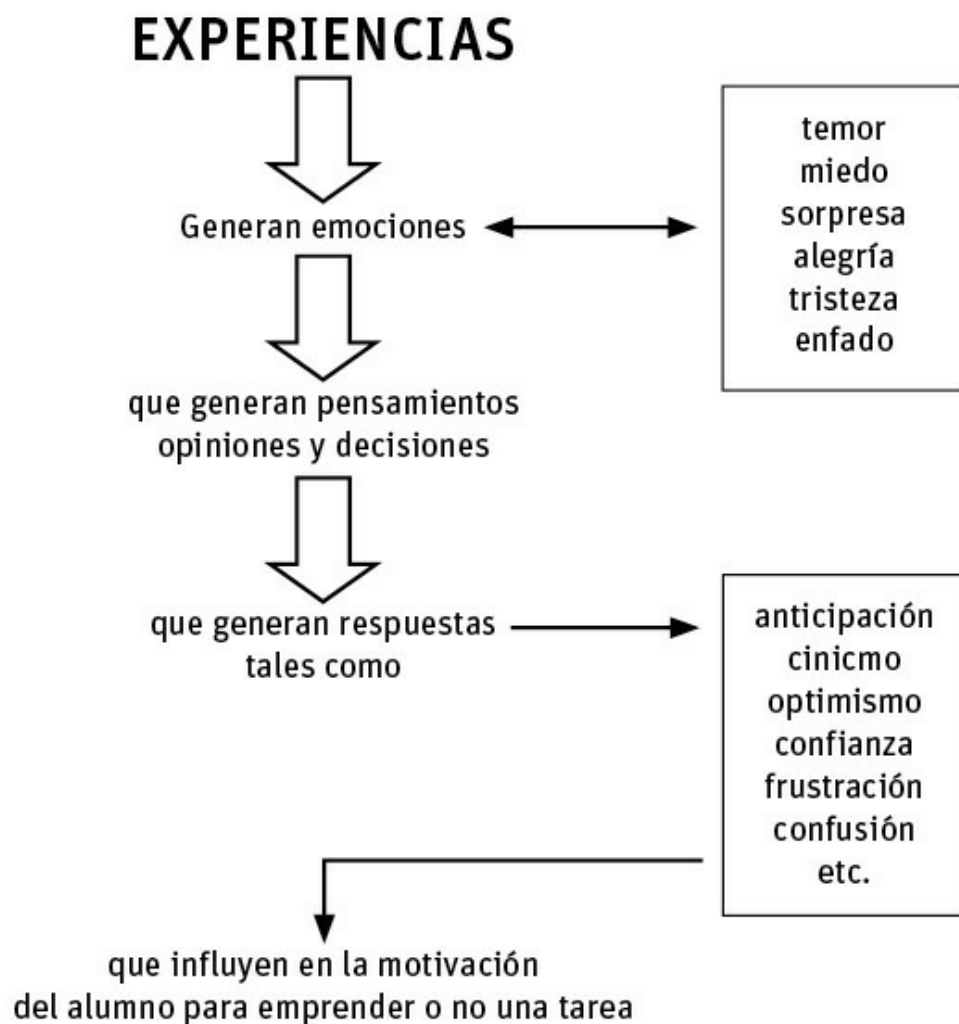 EXPERIENCIAS
Generan emociones
temor
miedo
sorpresa
alegría
tristeza
enfado
que generan pensamientos
opiniones y decisiones
que generan respuestas
tales como
anticipación
cinicmo
optimismo
confianza
frustración
confusión
etc.
que influyen en la motivación
del alumno para emprender o no una tarea